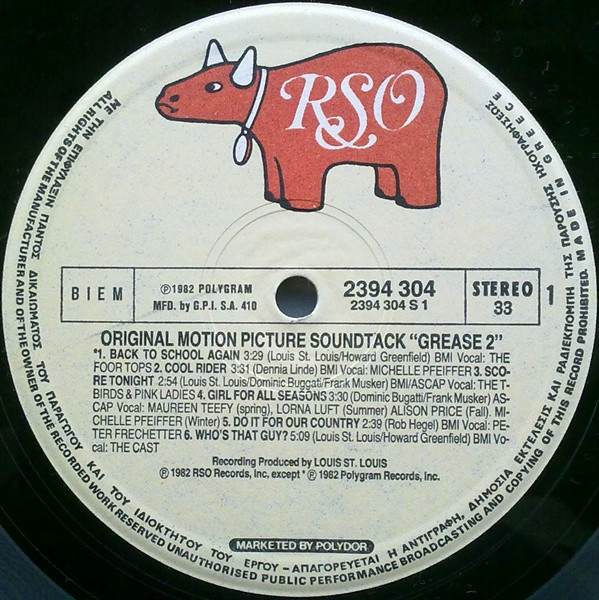 RSO
BIEM
℗1982 POLYGRAM
MFD. by G.P.I. S.A. 410
2394 304
2394 304 S 1
STEREO
33
1
ORIGINAL MOTION PICTURE SOUNDTACK "GREASE 2"
*1. BACK TO SCHOOL AGAIN 3:29 (Louis St. Louis/Howard Greenfield) BMI Vocal: THE
FOOR TOPS 2. COOL RIDER 3:31 (Dennia Linde) BMI Vocal: MICHELLE PFEIFFER 3. SCO-
RE TONIGHT 2:54 (Louis St. Louis/Dominic Buggati/Frank Musker) BMI/ASCAP Vocal: THE T-
BIRDS & PINK LADIES 4. GIRL FOR ALL SEASONS 3:30 (Dominic Bugatti/Frank Musker) AS-
CAP Vocal: MAUREEN TEEFY (spring), LORNA LUFT (Summer) ALISON PRICE (Fall). MI-
CHELLE PFEIFFER (Winter) 5. DO IT FOR OUR COUNTRY 2:39 (Rob Hegel) BMI Vocal: PE-
TER FRECHETTER 6. WHO'S THAT GUY? 5:09 (Louis St. Louis/Howard Greenfield) BMI Vo-
cal: THE CAST
Recording Produced by LOUIS ST. LOUIS
℗ 1982 RSO Records, Inc. except * ℗ 1982 Polygram Records, Inc.
MARKETED BY POLYDOR
ΜΕ ΤΗΝ ΕΠΙΦΥΛΑΞΙΝ ΠΑΝΤΟΣ ΔΙΚΑΙΩΜΑΤΟΣ ΤΟΥ ΠΑΡΑΓΩΓΟΥ ΚΑΙ ΤΟΥ ΙΔΙΟΚΤΗΤΟΥ ΤΟΥ ΕΡΓΟΥ - ΑΠΑΓΟΡΕΥΕΤΑΙ Η ΑΝΤΙΓΡΑΦΗ, ΔΗΜΟΣΙΑ ΕΚΤΕΛΕΣΙΣ ΚΑΙ ΡΑΔΙΕΚΠΟΜΠΗ ΤΗΣ ΠΑΡΟΥΣΗΣ ΗΧΟΓΡΑΦΗΣΕΩΣ
ALL RIGHTS OF THE MANUFACTURER AND OF THE OWNER OF THE RECORDED WORK RESERVED UNAUTHORISED PUBLIC PERFORMANCE BROADCASTING AND COPYING OF THIS RECORD PROHIBITED. MADE IN GREECE